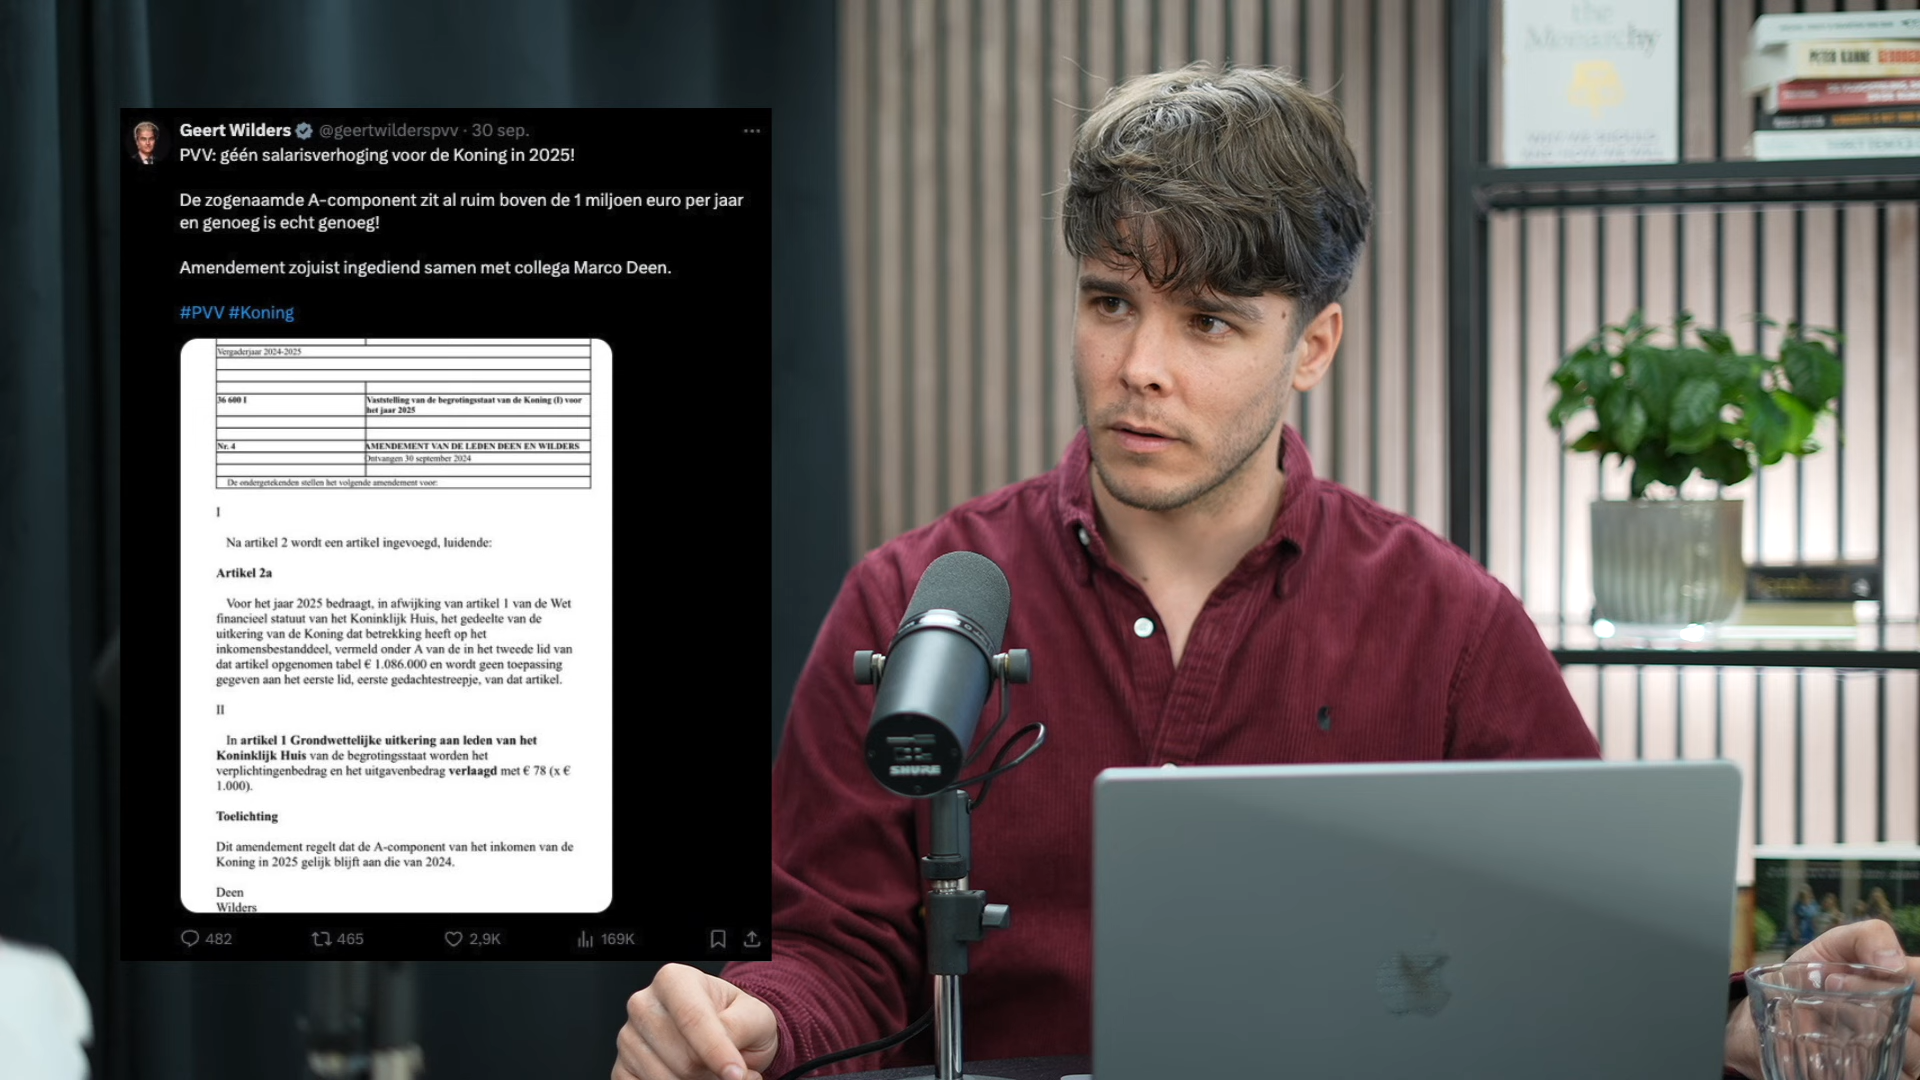 Geert Wilders @geertwilderspvv · 30 sep.
PVV: géén salarisverhoging voor de Koning in 2025!
De zogenaamde A-component zit al ruim boven de 1 miljoen euro per jaar
en genoeg is echt genoeg!
Amendement zojuist ingediend samen met collega Marco Deen.
#PVV #Koning
Vergaderjaar 2024-2025
36 600 I
Vaststelling van de begrotingsstaat van de Koning (I) voor
het jaar 2025
Nr. 4
AMENDEMENT VAN DE LEDEN DEEN EN WILDERS
Ontvangen 30 september 2024
De ondergetekenden stellen het volgende amendement voor:
I
Na artikel 2 wordt een artikel ingevoegd, luidende:
Artikel 2a
Voor het jaar 2025 bedraagt, in afwijking van artikel 1 van de Wet
financieel statuut van het Koninklijk Huis, het gedeelte van de
uitkering van de Koning dat betrekking heeft op het
inkomensbestanddeel, vermeld onder A van de in het tweede lid van
dat artikel opgenomen tabel € 1.086.000 en wordt geen toepassing
gegeven aan het eerste lid, eerste gedachtestreepje, van dat artikel.
II
In artikel 1 Grondwettelijke uitkering aan leden van het
Koninklijk Huis van de begrotingsstaat worden het
verplichtingenbedrag en het uitgavenbedrag verlaagd met € 78 (x €
1.000).
Toelichting
Dit amendement regelt dat de A-component van het inkomen van de
Koning in 2025 gelijk blijft aan die van 2024.
Deen
Wilders
482
465
2,9K
169K
the
Monarchy
SHURE